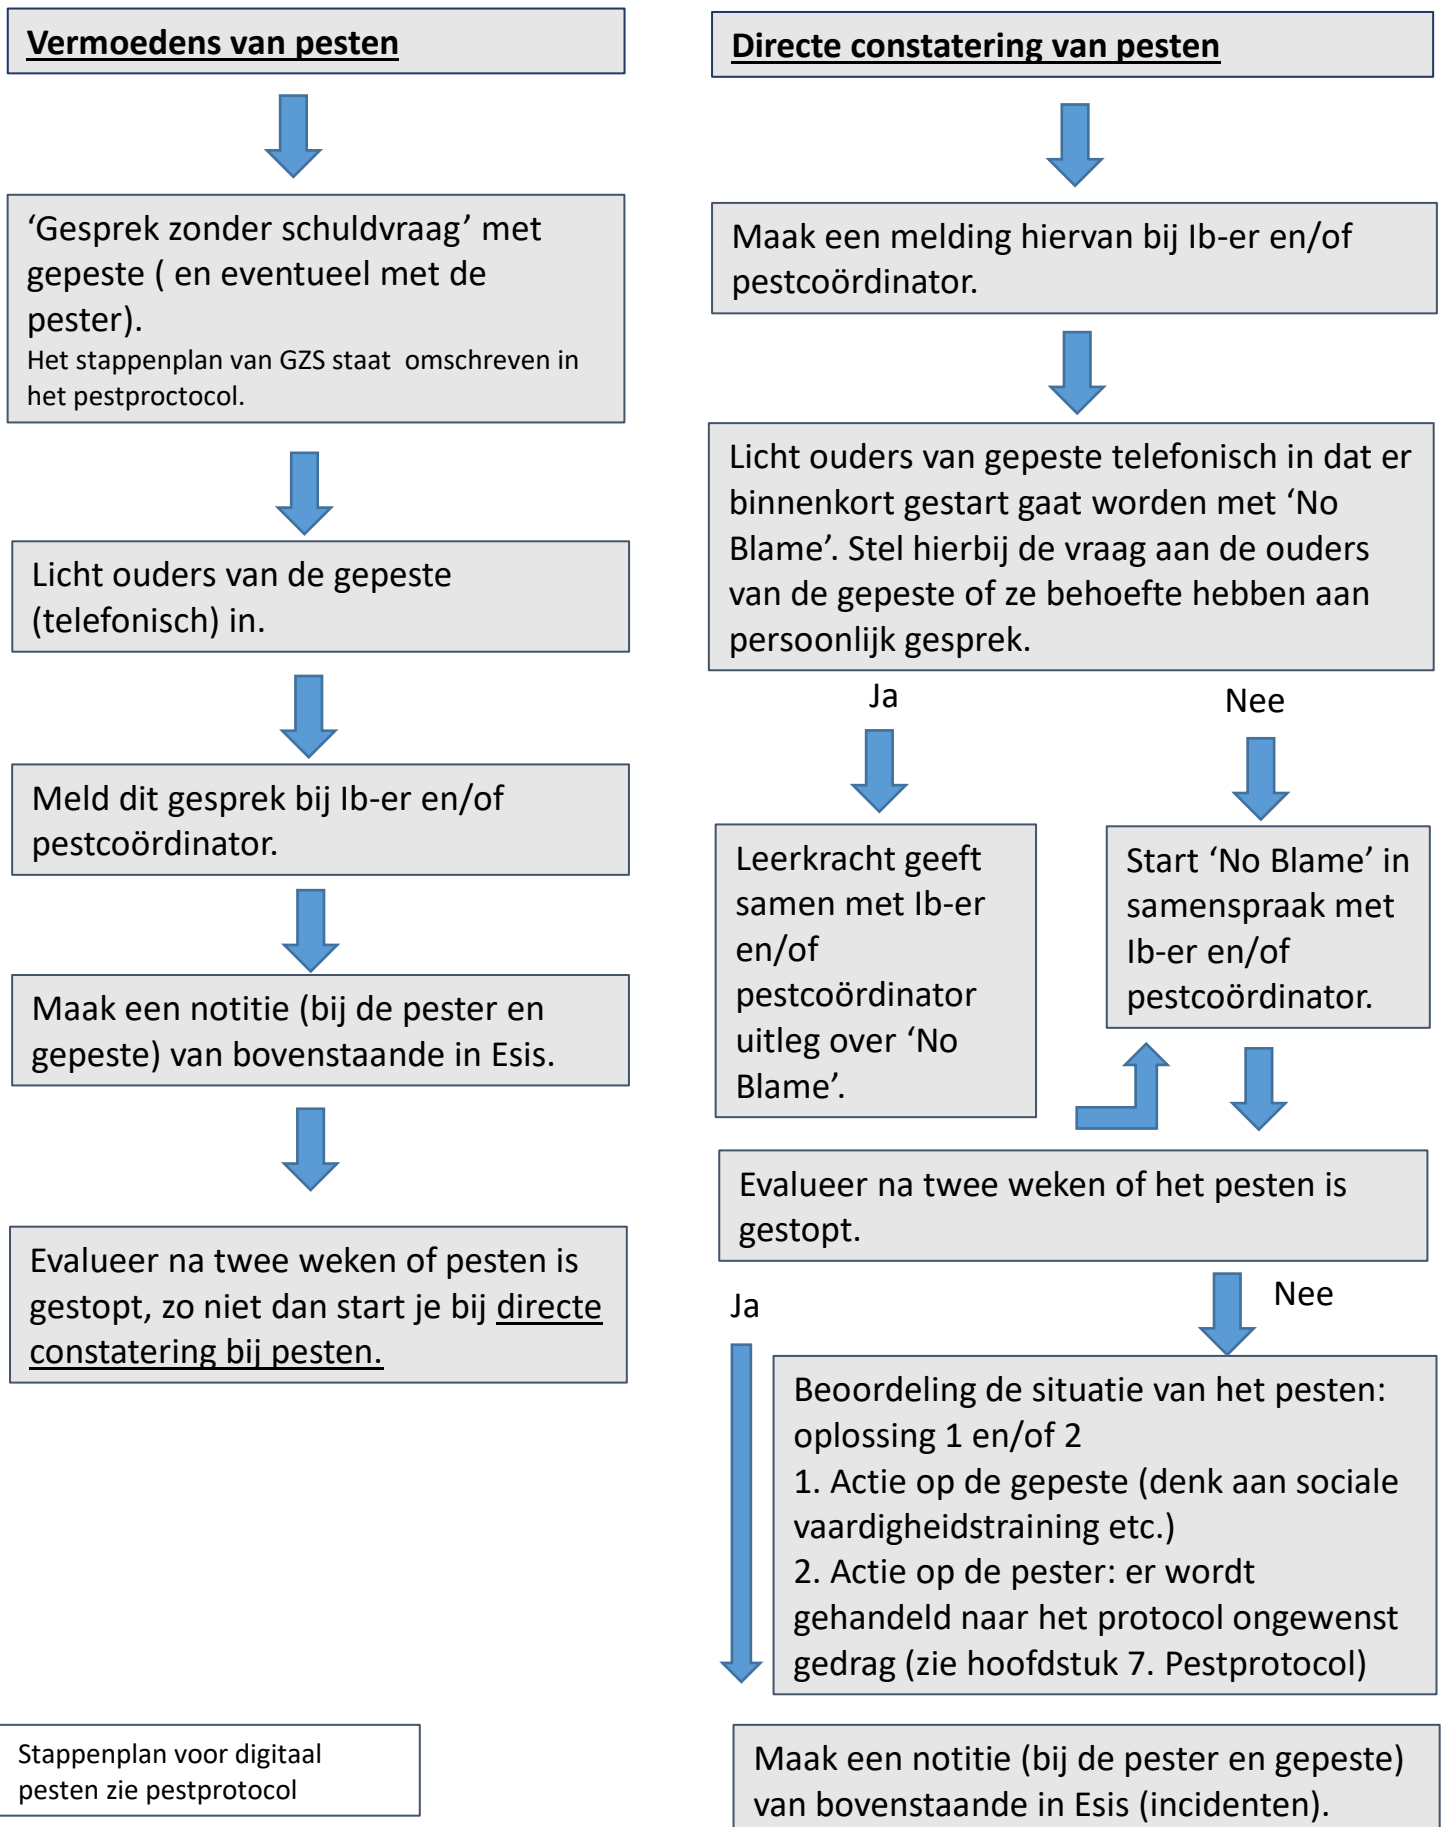 Vermoedens van pesten
‘Gesprek zonder schuldvraag’ met
gepeste ( en eventueel met de
pester).
Het stappenplan van GZS staat omschreven in
het pestproctocol.
Licht ouders van de gepeste
(telefonisch) in.
Meld dit gesprek bij Ib-er en/of
pestcoördinator.
Maak een notitie (bij de pester en
gepeste) van bovenstaande in Esis.
Evalueer na twee weken of pesten is
gestopt, zo niet dan start je bij directe
constatering bij pesten.
Stappenplan voor digitaal
pesten zie pestprotocol
Directe constatering van pesten
Maak een melding hiervan bij Ib-er en/of
pestcoördinator.
Licht ouders van gepeste telefonisch in dat er
binnenkort gestart gaat worden met ‘No
Blame’. Stel hierbij de vraag aan de ouders
van de gepeste of ze behoefte hebben aan
persoonlijk gesprek.
Ja
Nee
Leerkracht geeft
samen met Ib-er
en/of
pestcoördinator
uitleg over ‘No
Blame’.
Start ‘No Blame’ in
samenspraak met
Ib-er en/of
pestcoördinator.
Evalueer na twee weken of het pesten is
gestopt.
Ja
Nee
Beoordeling de situatie van het pesten:
oplossing 1 en/of 2
1. Actie op de gepeste (denk aan sociale
vaardigheidstraining etc.)
2. Actie op de pester: er wordt
gehandeld naar het protocol ongewenst
gedrag (zie hoofdstuk 7. Pestprotocol)
Maak een notitie (bij de pester en gepeste)
van bovenstaande in Esis (incidenten).